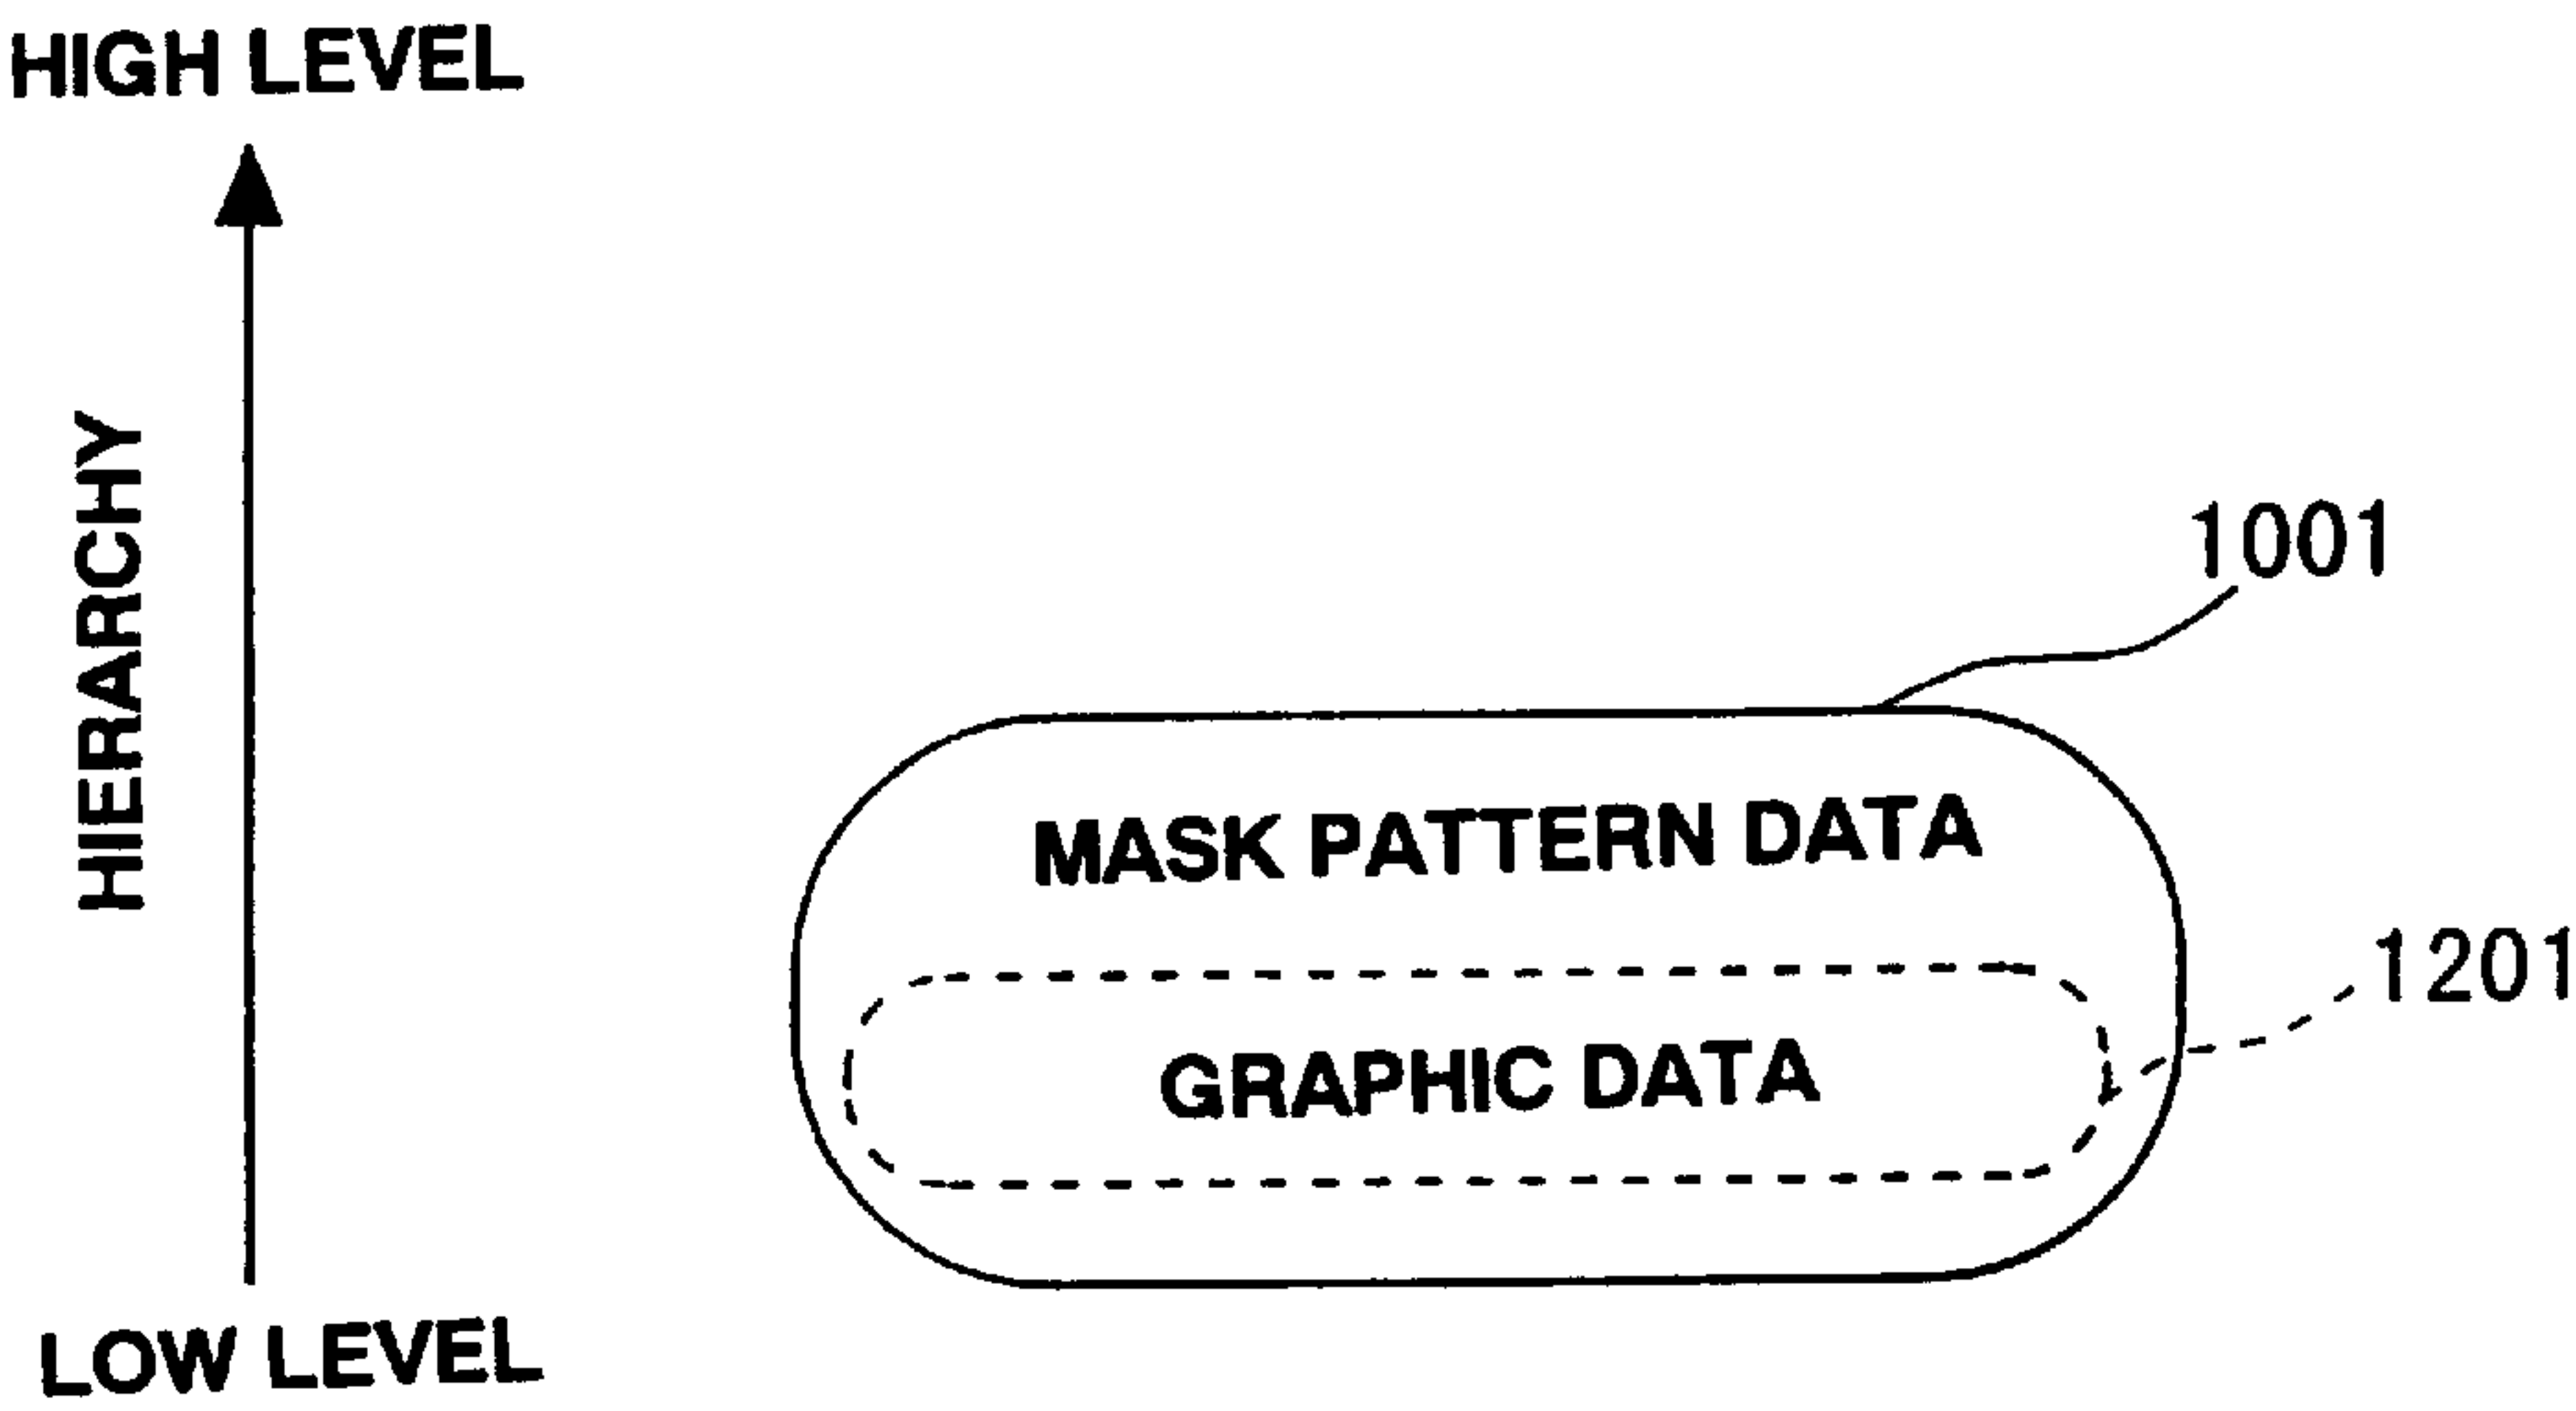 HIGH LEVEL
HIERARCHY
1001
MASK PATTERN DATA
1201
GRAPHIC DATA
LOW LEVEL